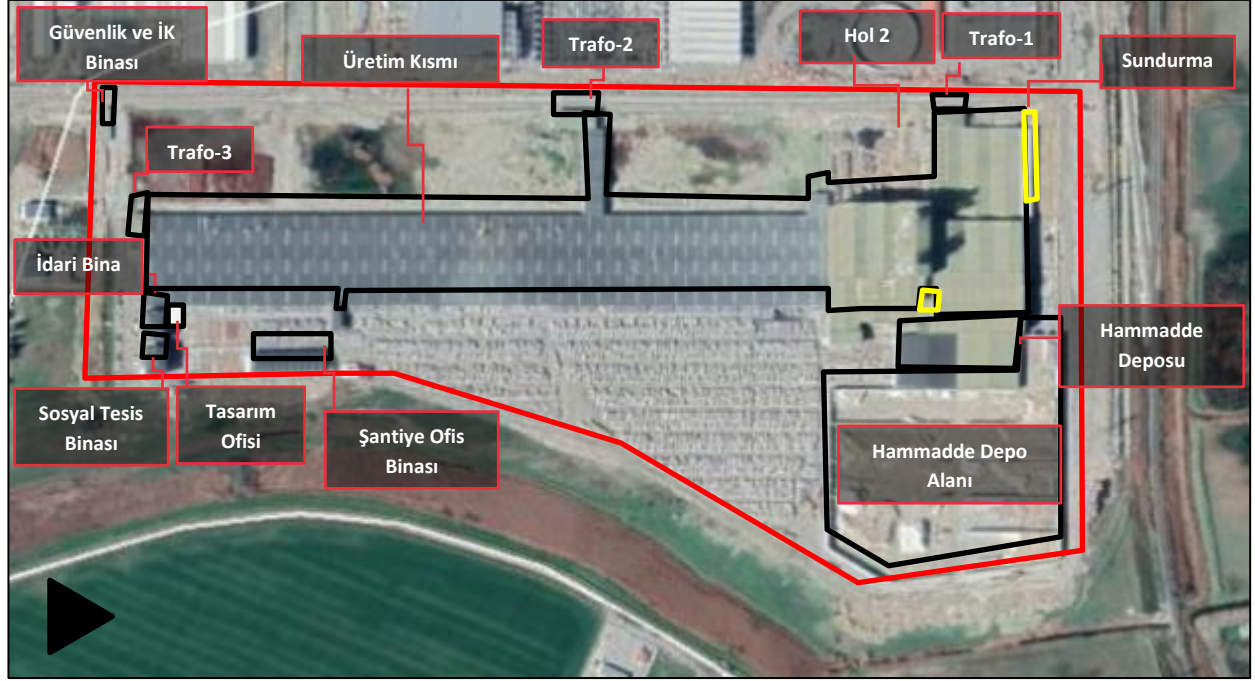 Güvenlik ve İK
Binası
Üretim Kısmı
Trafo-2
Hol 2
Trafo-1
Sundurma
Trafo-3
İdari Bina
Hammadde
Deposu
Sosyal Tesis
Binası
Tasarım
Ofisi
Şantiye Ofis
Binası
Hammadde Depo
Alanı